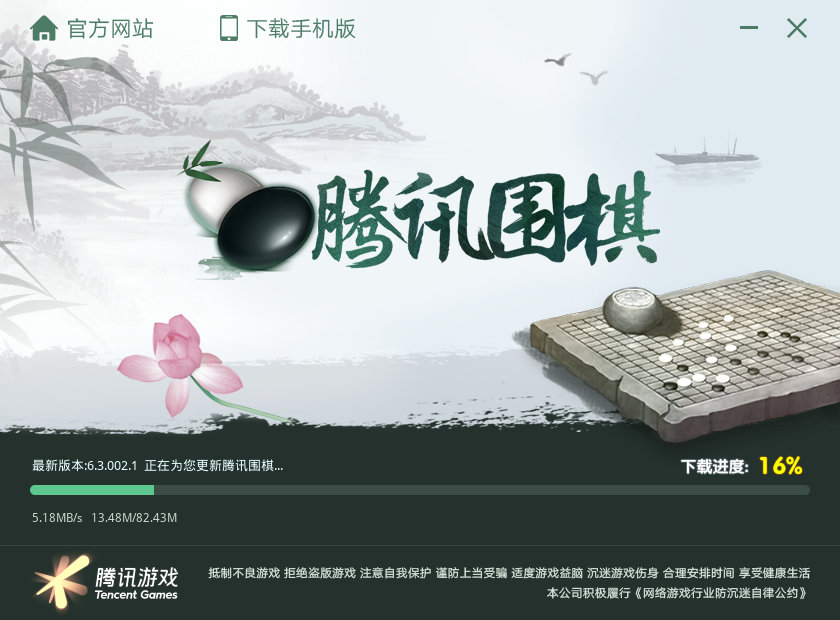 官方网站 下载手机版
腾讯围棋
最新版本:6.3.002.1 正在为您更新腾讯围棋...
下载进度: 16%
5.18MB/s 13.48M/82.43M
腾讯游戏
Tencent Games
抵制不良游戏 拒绝盗版游戏 注意自我保护 谨防上当受骗 适度游戏益脑 沉迷游戏伤身 合理安排时间 享受健康生活
本公司积极履行《网络游戏行业防沉迷自律公约》